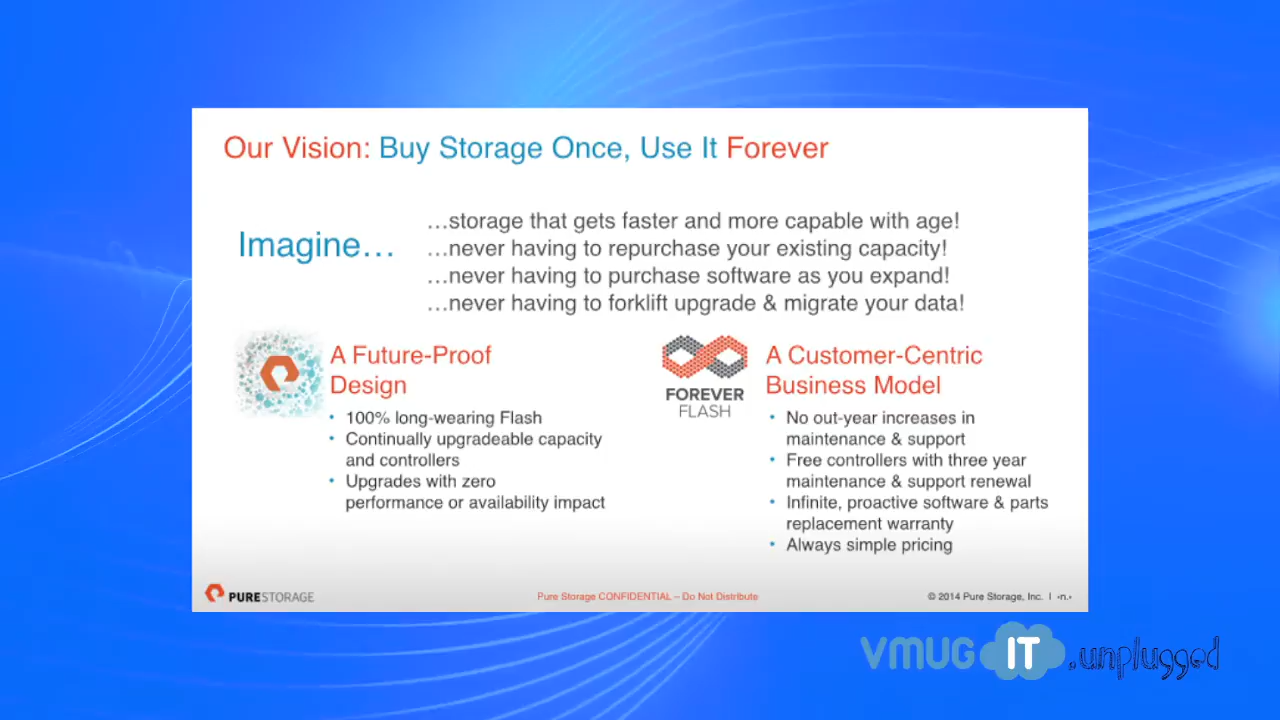 Our Vision: Buy Storage Once, Use It Forever
Imagine…
…storage that gets faster and more capable with age!
…never having to repurchase your existing capacity!
…never having to purchase software as you expand!
…never having to forklift upgrade & migrate your data!
A Future-Proof
Design
• 100% long-wearing Flash
• Continually upgradeable capacity
and controllers
• Upgrades with zero
performance or availability impact
FOREVER
FLASH
A Customer-Centric
Business Model
• No out-year increases in
maintenance & support
• Free controllers with three year
maintenance & support renewal
• Infinite, proactive software & parts
replacement warranty
• Always simple pricing
PURESTORAGE
Pure Storage CONFIDENTIAL – Do Not Distribute
© 2014 Pure Storage, Inc. | ‹n.›
VMUG IT .unplugged